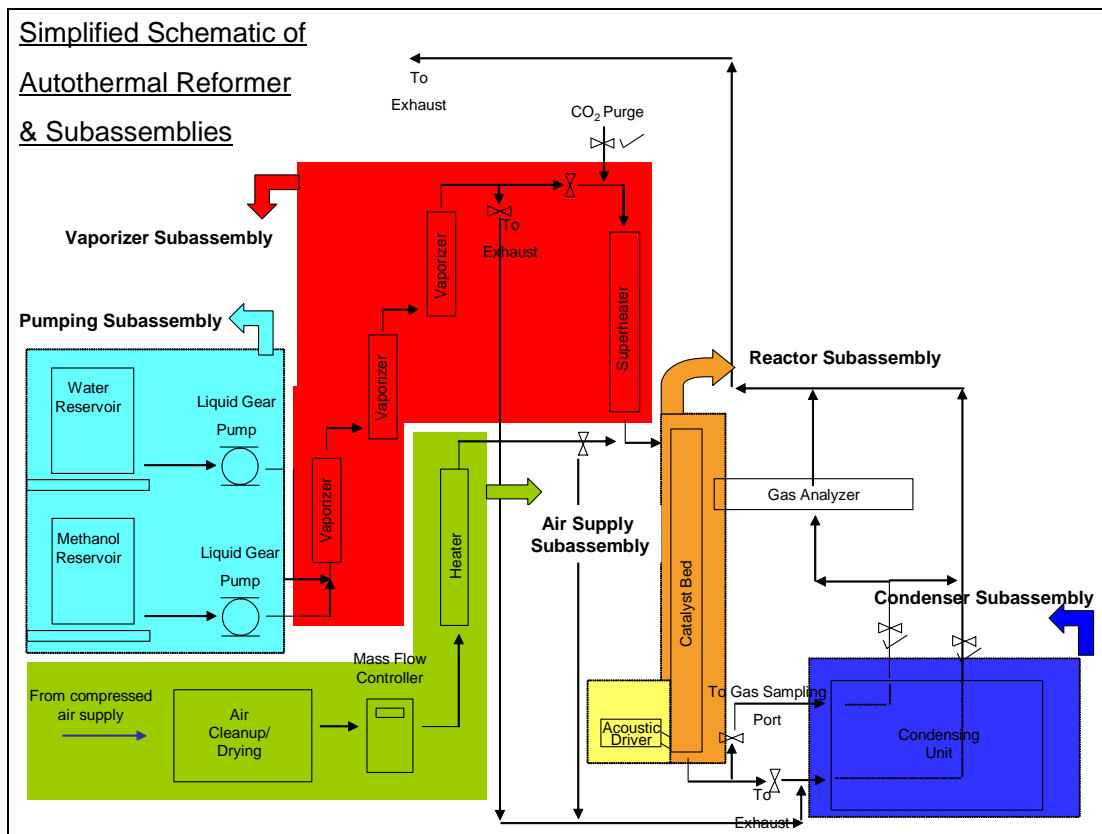 Simplified Schematic of
Autothermal Reformer
& Subassemblies
To
Exhaust
CO2 Purge
Vaporizer Subassembly
Vaporizer
To
Exhaust
Superheater
Pumping Subassembly
Water
Reservoir
Liquid Gear
Pump
Vaporizer
Vaporizer
Reactor Subassembly
Methanol
Reservoir
Liquid Gear
Pump
Heater
Air Supply
Subassembly
Catalyst Bed
Gas Analyzer
Condenser Subassembly
From compressed
air supply
Air
Cleanup/
Drying
Mass Flow
Controller
Acoustic
Driver
To Gas Sampling
Port
Condensing
Unit
To
Exhaust